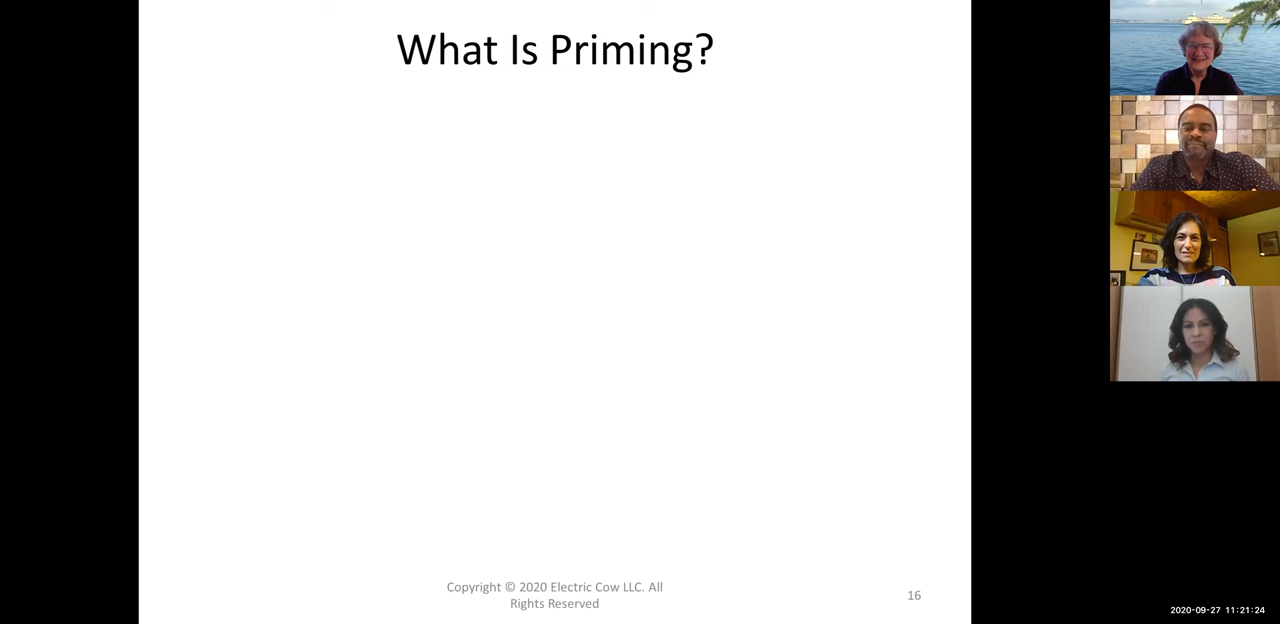 What Is Priming?
Copyright © 2020 Electric Cow LLC. All
Rights Reserved
16
2020-09-27 11:21:24